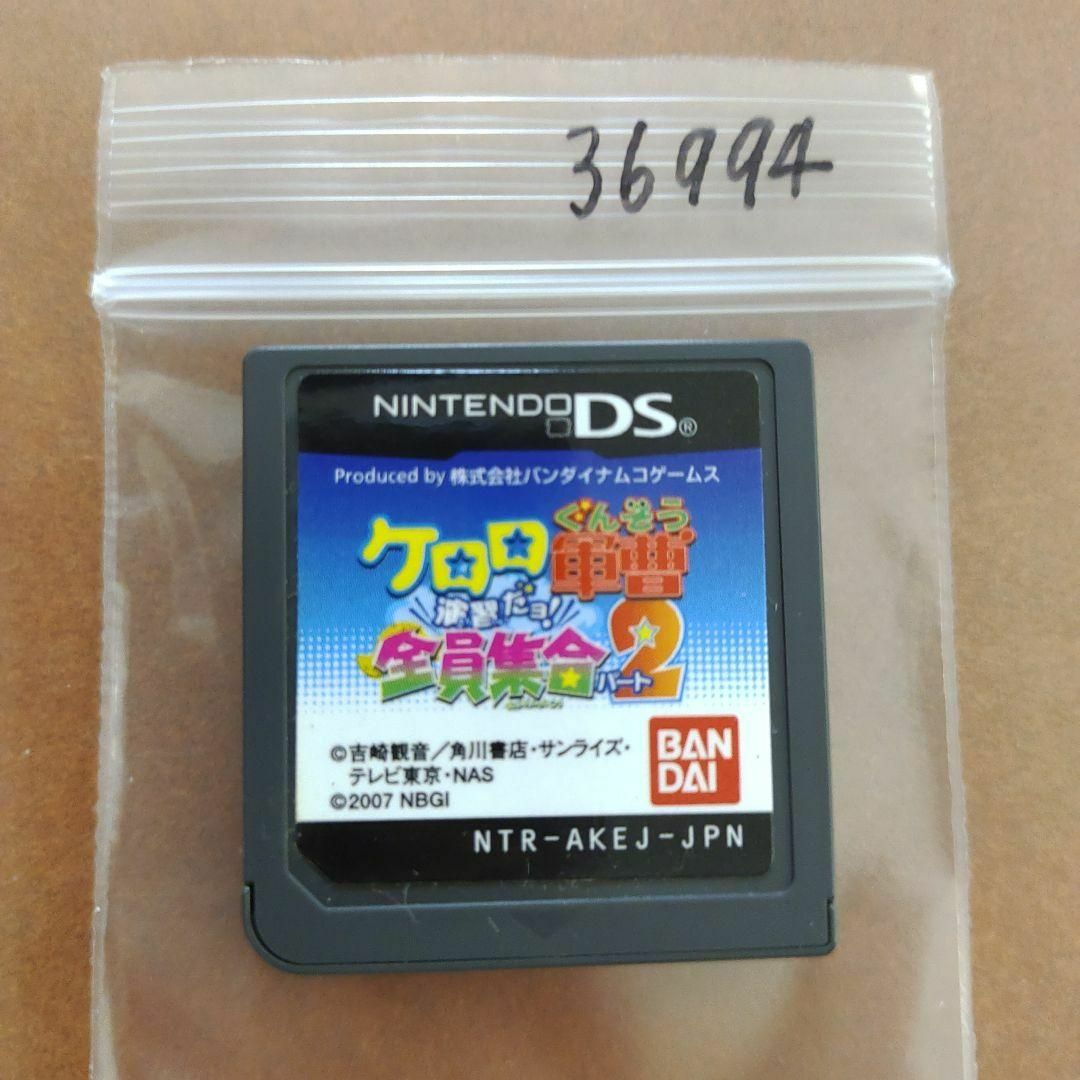 36994
NINTENDO DS®
Produced by 株式会社バンダイナムコゲームス
ぐんそう
ケロロ軍曹
演習だヨ!
全員集合パート2
©吉崎観音／角川書店・サンライズ・
テレビ東京・NAS
©2007 NBGI
BAN
DAI
NTR-AKEJ-JPN